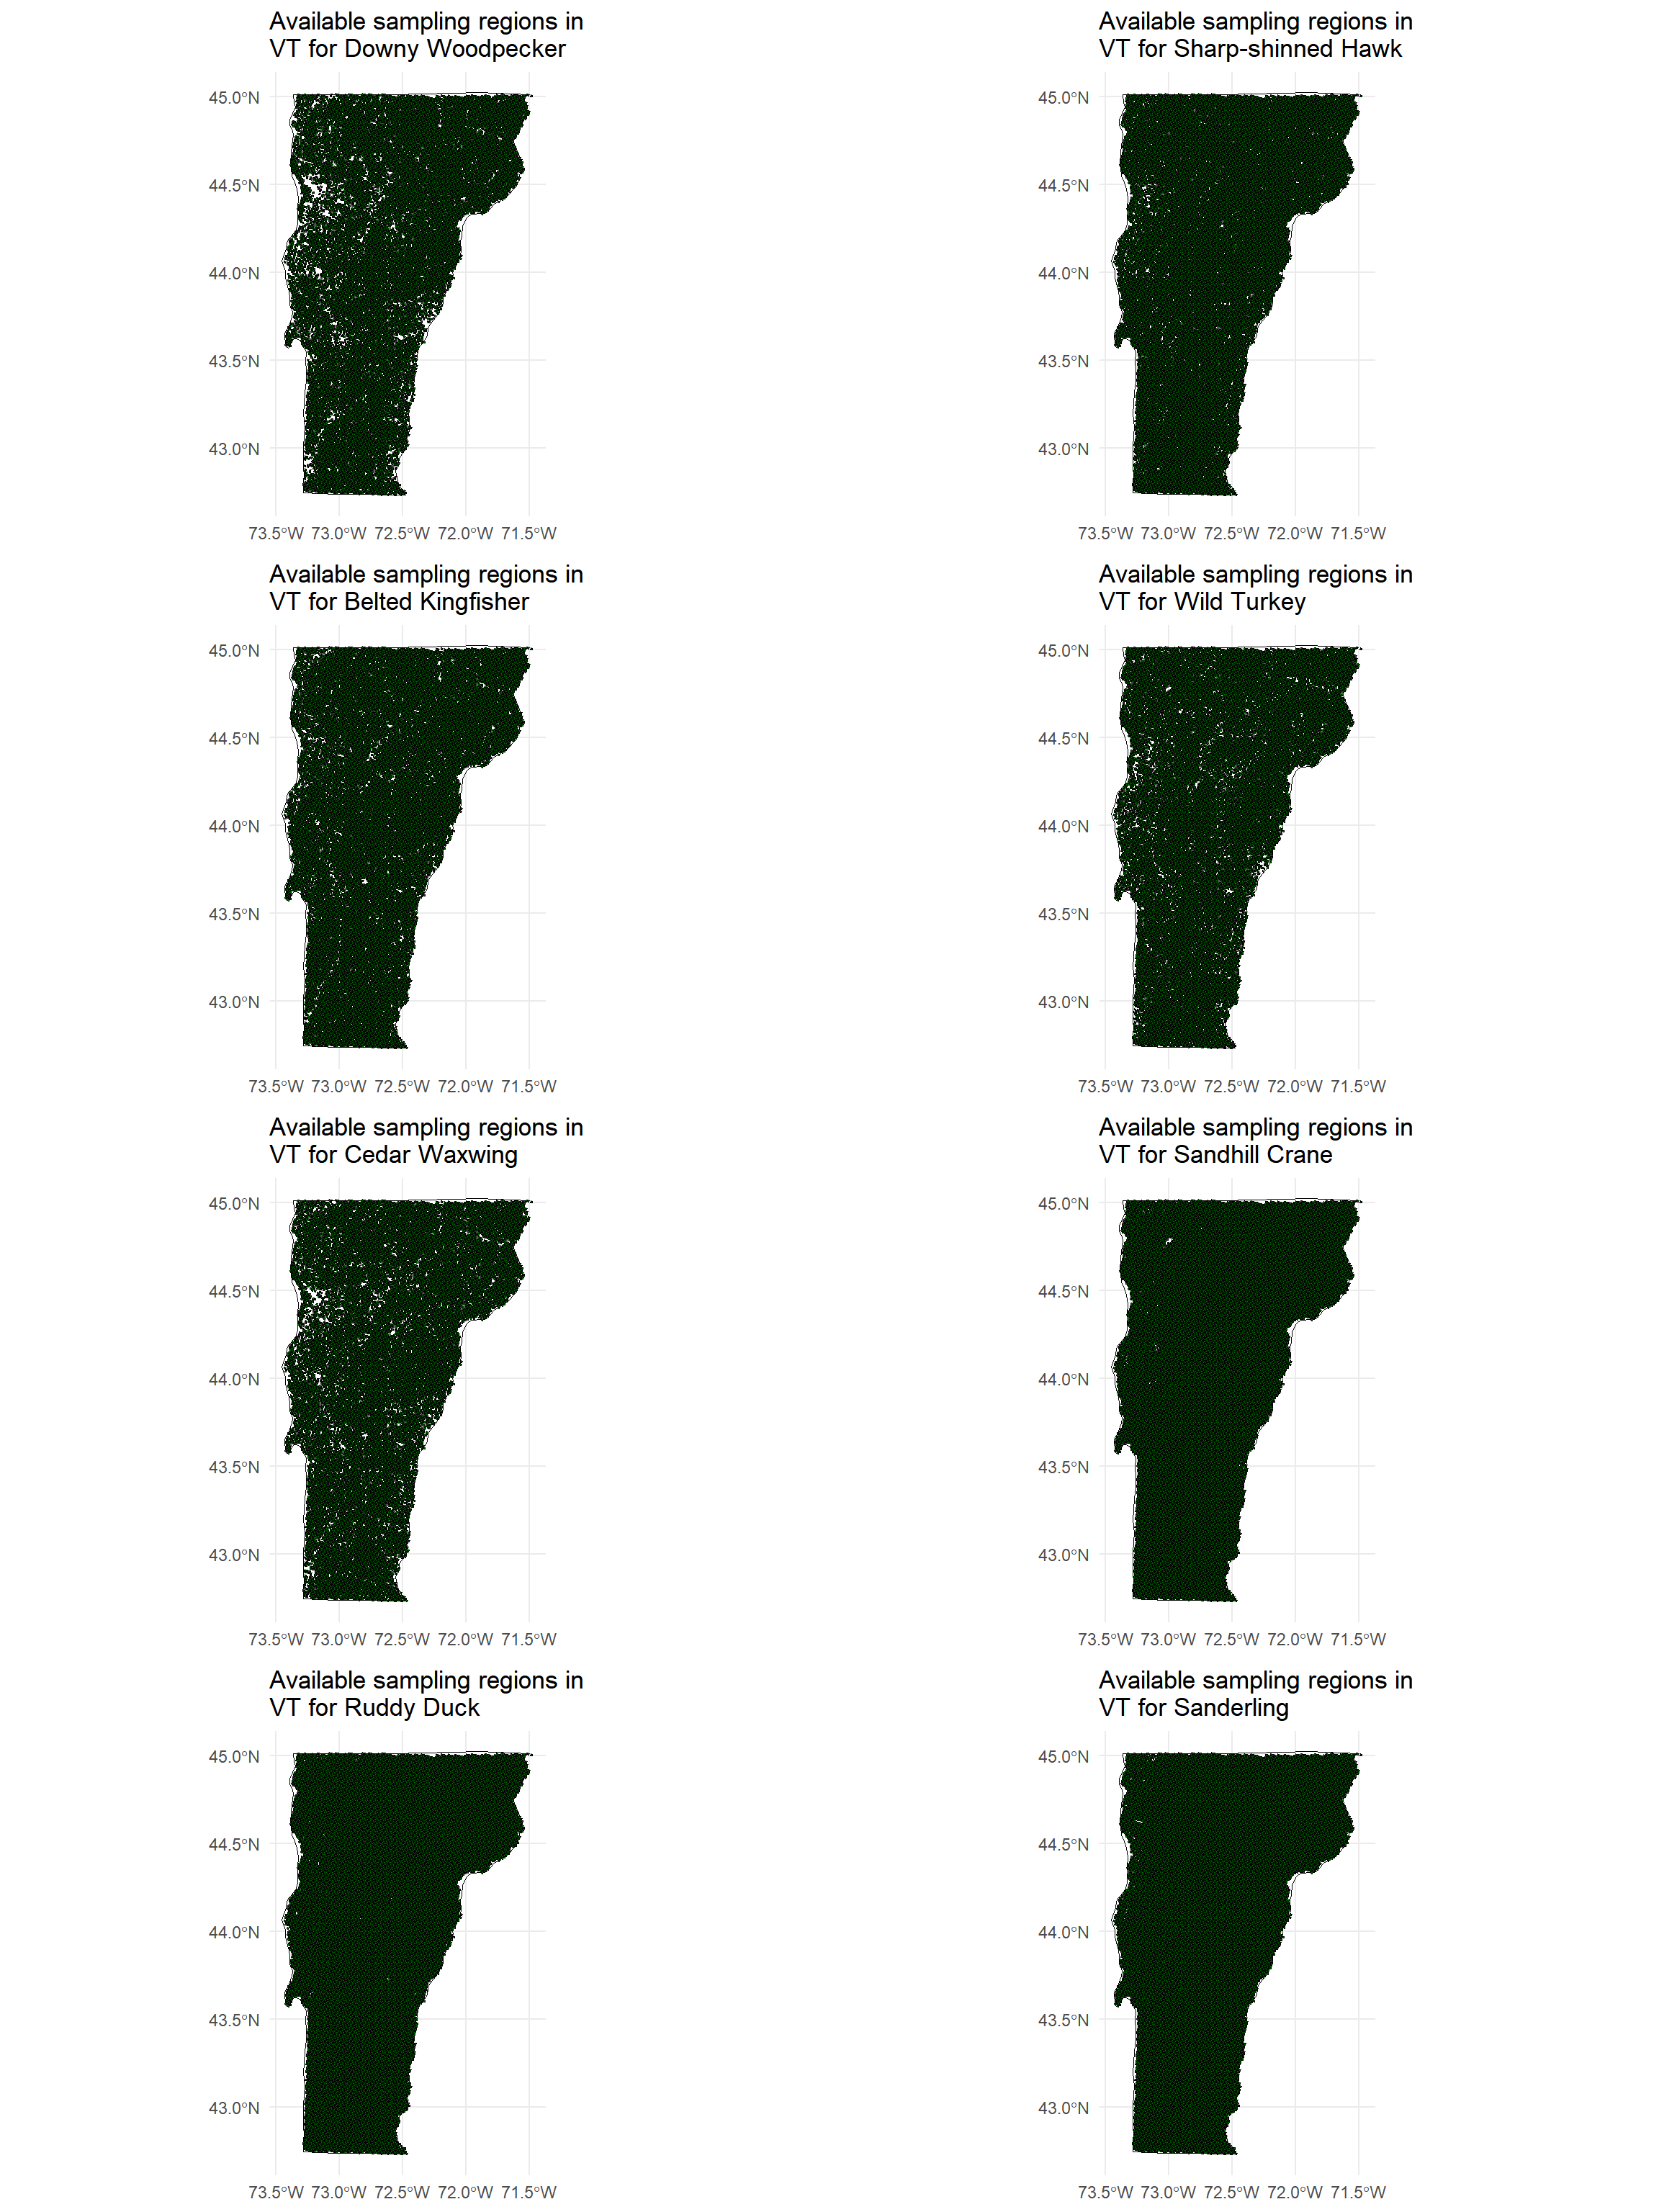 Available sampling regions in
VT for Downy Woodpecker
45.0°N
44.5°N
44.0°N
43.5°N
43.0°N
73.5°W 73.0°W 72.5°W 72.0°W 71.5°W
Available sampling regions in
VT for Sharp-shinned Hawk
45.0°N
44.5°N
44.0°N
43.5°N
43.0°N
73.5°W 73.0°W 72.5°W 72.0°W 71.5°W
Available sampling regions in
VT for Belted Kingfisher
45.0°N
44.5°N
44.0°N
43.5°N
43.0°N
73.5°W 73.0°W 72.5°W 72.0°W 71.5°W
Available sampling regions in
VT for Wild Turkey
45.0°N
44.5°N
44.0°N
43.5°N
43.0°N
73.5°W 73.0°W 72.5°W 72.0°W 71.5°W
Available sampling regions in
VT for Cedar Waxwing
45.0°N
44.5°N
44.0°N
43.5°N
43.0°N
73.5°W 73.0°W 72.5°W 72.0°W 71.5°W
Available sampling regions in
VT for Sandhill Crane
45.0°N
44.5°N
44.0°N
43.5°N
43.0°N
73.5°W 73.0°W 72.5°W 72.0°W 71.5°W
Available sampling regions in
VT for Ruddy Duck
45.0°N
44.5°N
44.0°N
43.5°N
43.0°N
73.5°W 73.0°W 72.5°W 72.0°W 71.5°W
Available sampling regions in
VT for Sanderling
45.0°N
44.5°N
44.0°N
43.5°N
43.0°N
73.5°W 73.0°W 72.5°W 72.0°W 71.5°W